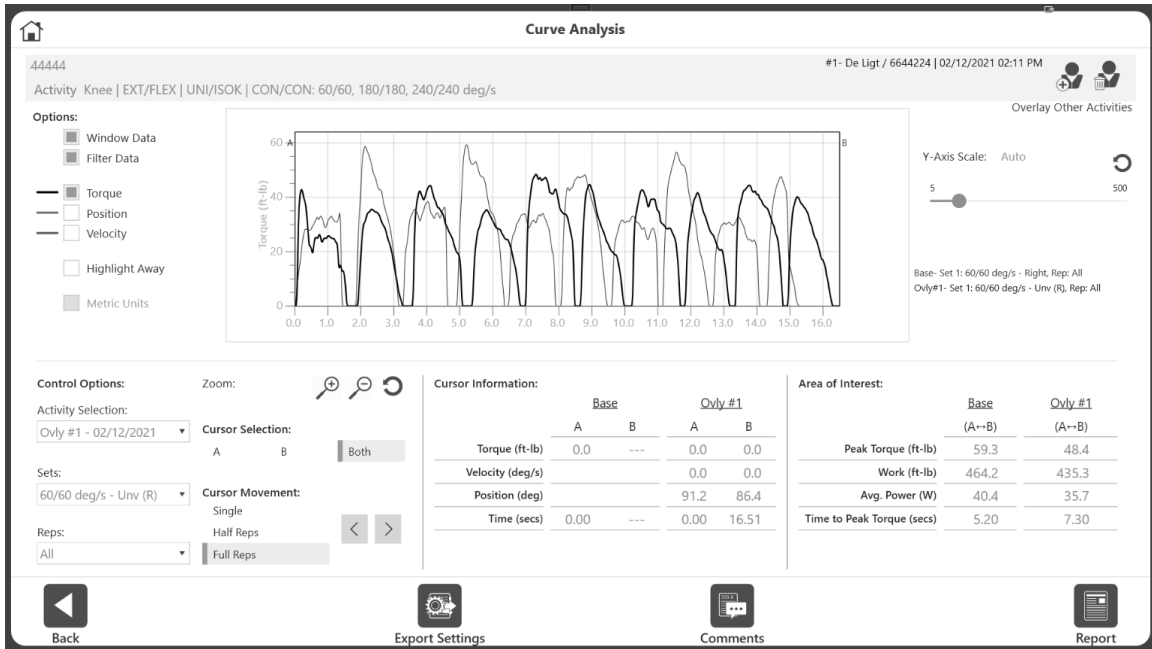 Curve Analysis
44444
#1- De Ligt / 6644224 | 02/12/2021 02:11 PM
Activity Knee | EXT/FLEX | UNI/ISOK | CON/CON: 60/60, 180/180, 240/240 deg/s
Overlay Other Activities
Options:
Window Data
Filter Data
Torque
Position
Velocity
Highlight Away
Metric Units
Torque (ft-lb)
60
40
20
0
A
B
0.0 1.0 2.0 3.0 4.0 5.0 6.0 7.0 8.0 9.0 10.0 11.0 12.0 13.0 14.0 15.0 16.0
Y-Axis Scale: Auto
5 500
Base- Set 1: 60/60 deg/s - Right, Rep: All
Ovly#1- Set 1: 60/60 deg/s - Unv (R), Rep: All
Control Options:
Activity Selection:
Ovly #1 - 02/12/2021
Sets:
60/60 deg/s - Unv (R)
Reps:
All
Zoom:
Cursor Selection:
A B Both
Cursor Movement:
Single
Half Reps
Full Reps
Cursor Information:
Base Ovly #1
A B A B
Torque (ft-lb) 0.0 --- 0.0 0.0
Velocity (deg/s) 0.0 0.0
Position (deg) 91.2 86.4
Time (secs) 0.00 --- 0.00 16.51
Area of Interest:
Base Ovly #1
(A↔B) (A↔B)
Peak Torque (ft-lb) 59.3 48.4
Work (ft-lb) 464.2 435.3
Avg. Power (W) 40.4 35.7
Time to Peak Torque (secs) 5.20 7.30
Back
Export Settings
Comments
Report